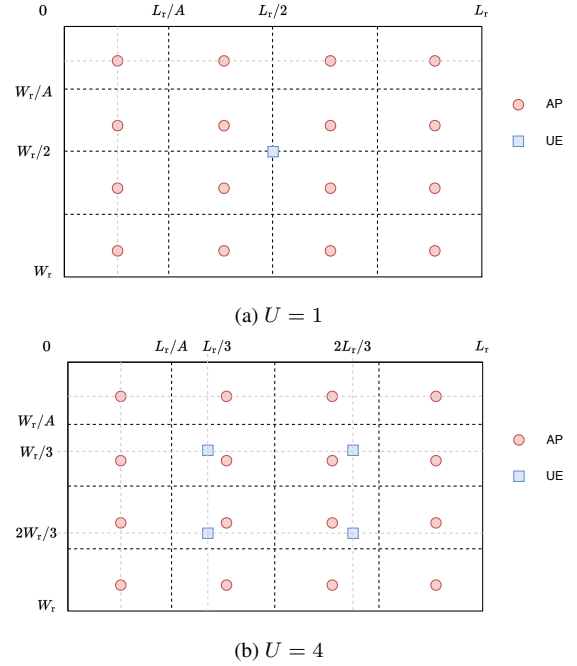 0 L_r/A L_r/2 L_r
W_r/A
AP
UE
W_r/2
W_r
(a) U = 1
0 L_r/A L_r/3 2L_r/3 L_r
W_r/A
AP
W_r/3
UE
2W_r/3
W_r
(b) U = 4